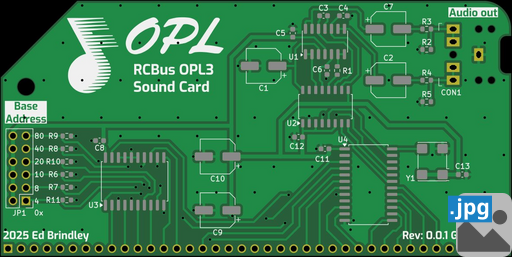 OPL
RCBus OPL3
Sound Card
Audio out
C3 C4
C7
R3
C5
R2
U1
C6
R1
C1
C2
R4
CON1
R5
Base
Address
U2
80 R9
40 R8
20 R10
10 R6
8 R7
4 R11
JP1 0x
C8
U3
C12
U4
C11
C10
C9
Y1
C13
2025 Ed Brindley
Rev: 0.0.1
.jpg